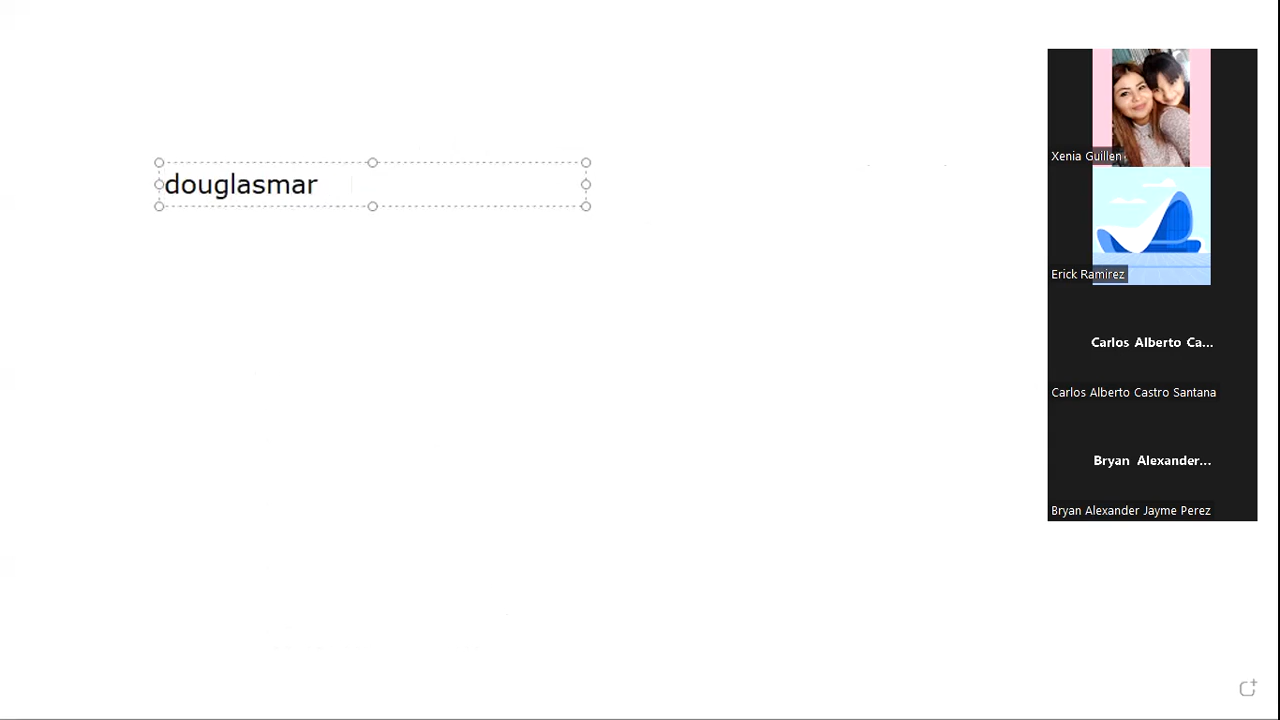 douglasmar
Xenia Guillen
Erick Ramirez
Carlos Alberto Ca...
Carlos Alberto Castro Santana
Bryan Alexander...
Bryan Alexander Jayme Perez